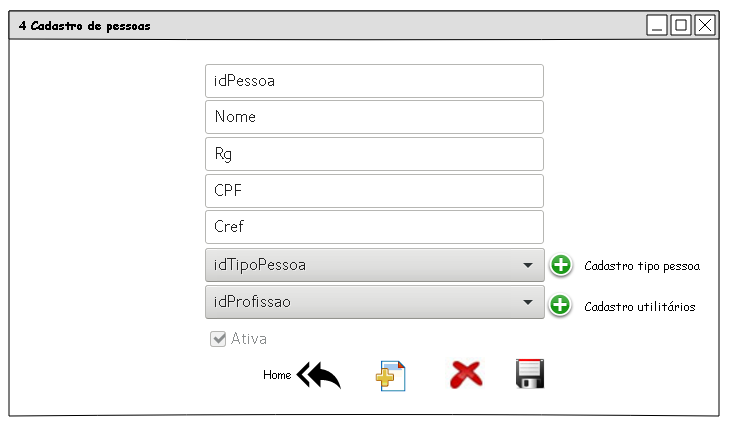 4 Cadastro de pessoas
idPessoa
Nome
Rg
CPF
Cref
idTipoPessoa
Cadastro tipo pessoa
idProfissao
Cadastro utilitários
Ativa
Home